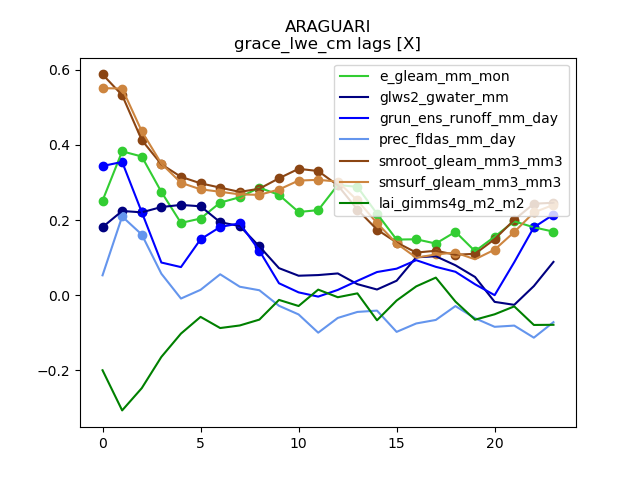 ARAGUARI
grace_lwe_cm lags [X]
e_gleam_mm_mon
glws2_gwater_mm
grun_ens_runoff_mm_day
prec_fldas_mm_day
smroot_gleam_mm3_mm3
smsurf_gleam_mm3_mm3
lai_gimms4g_m2_m2
0.6
0.4
0.2
0.0
−0.2
0
5
10
15
20